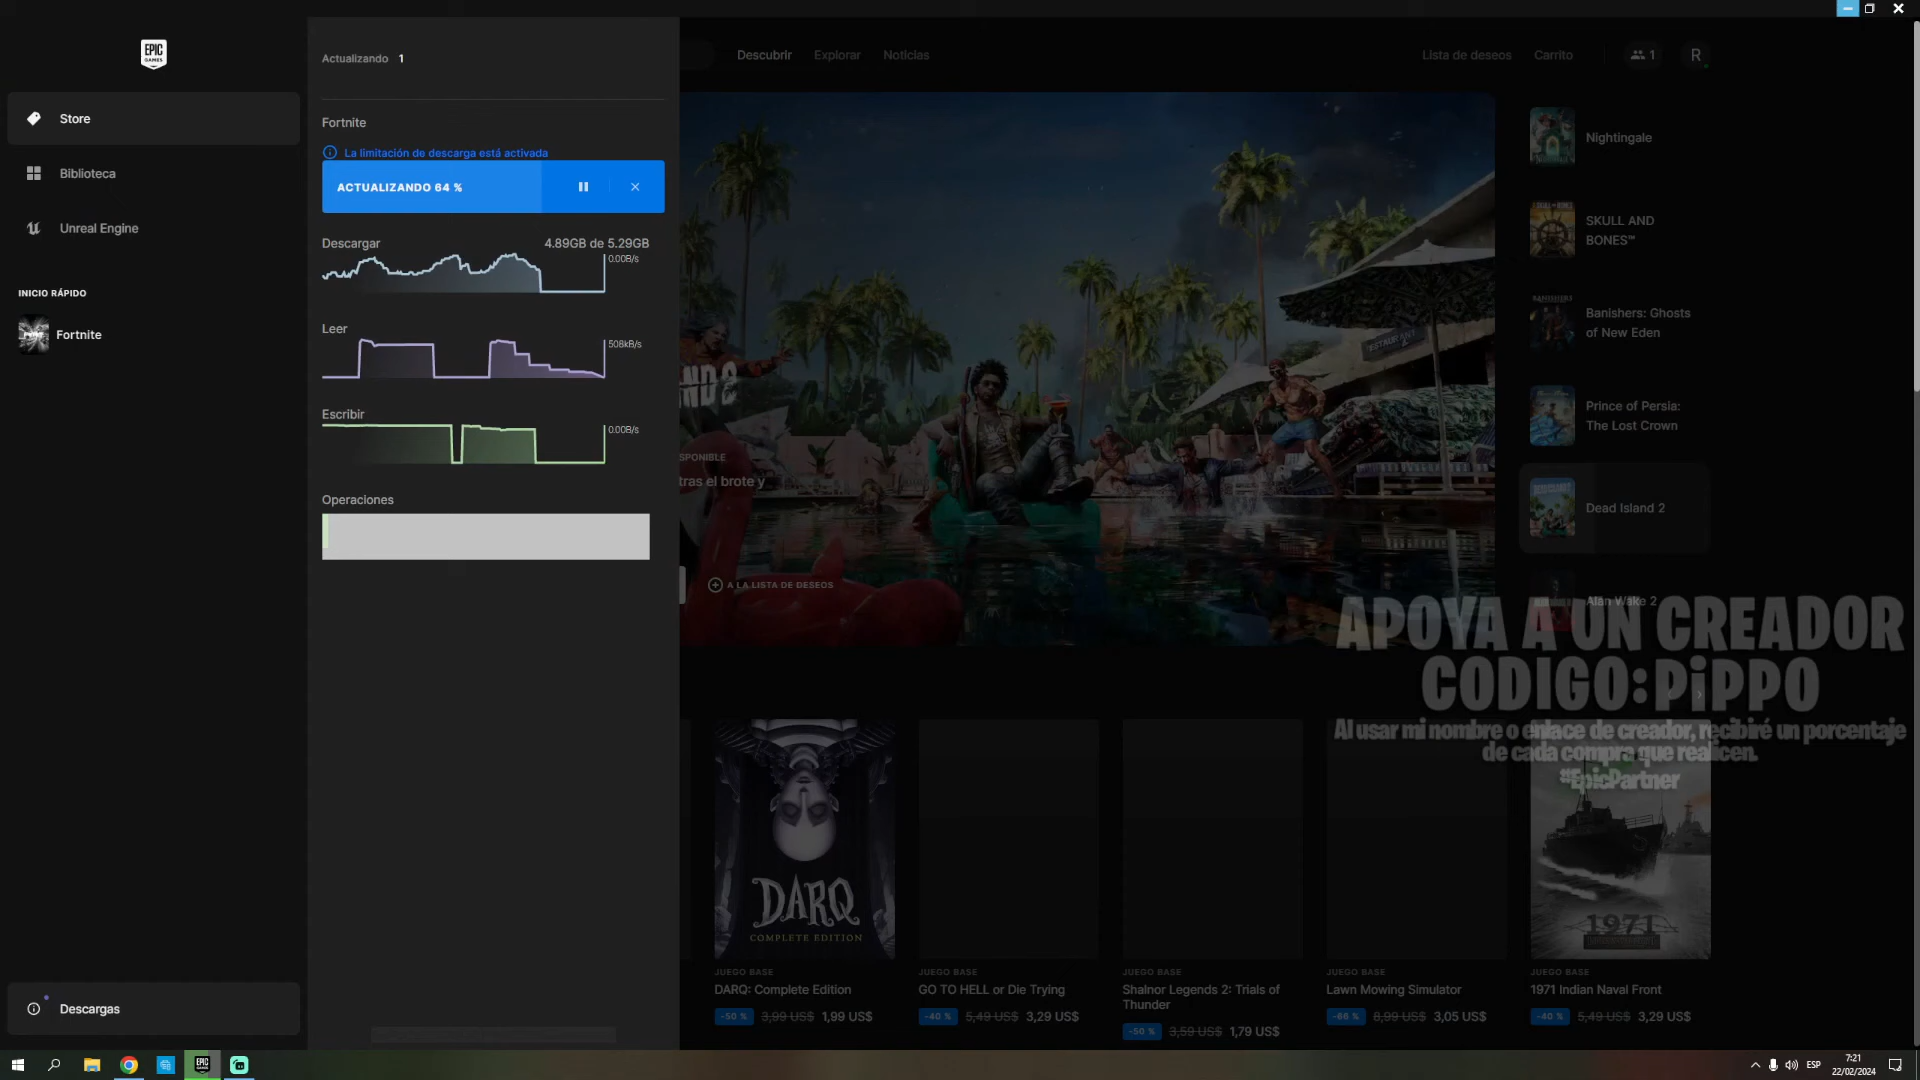 EPIC
GAMES
Store
Biblioteca
Unreal Engine
INICIO RÁPIDO
Fortnite
Descargas
Actualizando 1
Fortnite
La limitación de descarga está activada
ACTUALIZANDO 64 %
Descargar 4.89GB de 5.29GB
0.00B/s
Leer
508kB/s
Escribir
0.00B/s
Operaciones
Descubrir Explorar Noticias
Lista de deseos Carrito 1 R
RESTAURANT
SPONIBLE
tras el brote y
A LA LISTA DE DESEOS
Nightingale
SKULL AND
BONES™
Banishers: Ghosts
of New Eden
Prince of Persia:
The Lost Crown
Dead Island 2
Alan Wake 2
APOYA A UN CREADOR
CODIGO:PiPPO
Al usar mi nombre o enlace de creador, recibiré un porcentaje
de cada compra que realicen.
#EpicPartner
DARQ
COMPLETE EDITION
1971
JUEGO BASE
DARQ: Complete Edition
-50 % 3,99 US$ 1,99 US$
JUEGO BASE
GO TO HELL or Die Trying
-40 % 5,49 US$ 3,29 US$
JUEGO BASE
Shalnor Legends 2: Trials of
Thunder
-50 % 3,59 US$ 1,79 US$
JUEGO BASE
Lawn Mowing Simulator
-66 % 8,99 US$ 3,05 US$
JUEGO BASE
1971 Indian Naval Front
-40 % 5,49 US$ 3,29 US$
EPIC
GAMES
ESP
7:21
22/02/2024